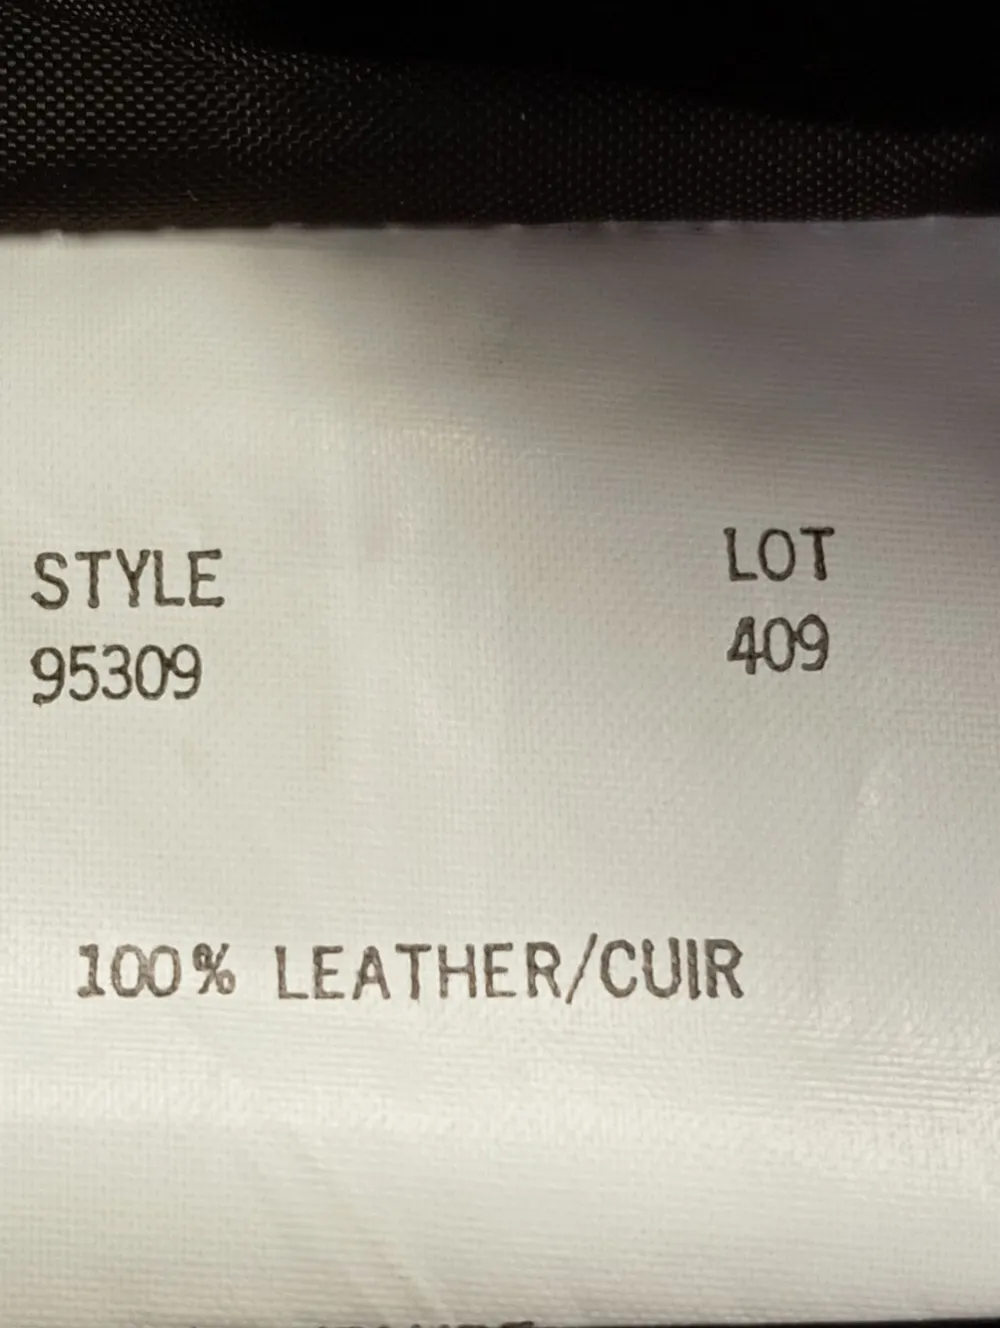 STYLE
95309
LOT
409
100% LEATHER/CUIR